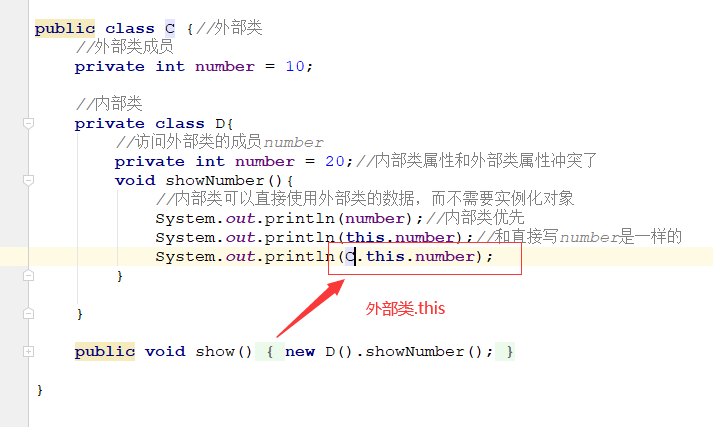 public class C {//外部类
//外部类成员
private int number = 10;
//内部类
private class D{
//访问外部类的成员number
private int number = 20;//内部类属性和外部类属性冲突了
void showNumber(){
//内部类可以直接使用外部类的数据，而不需要实例化对象
System.out.println(number);//内部类优先
System.out.println(this.number);//和直接写number是一样的
System.out.println(C.this.number);
}
外部类.this
}
public void show() { new D().showNumber(); }
}